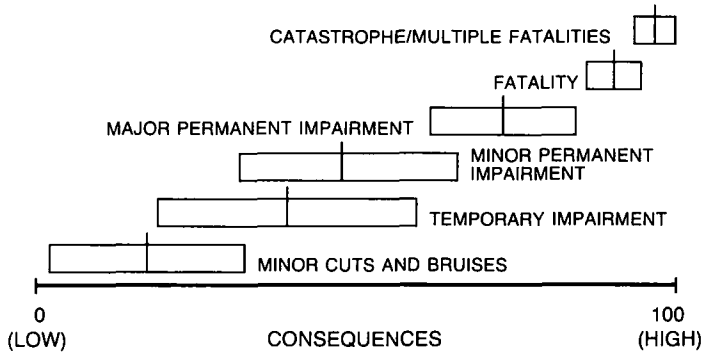 CATASTROPHE/MULTIPLE FATALITIES
FATALITY
MAJOR PERMANENT IMPAIRMENT
MINOR PERMANENT
IMPAIRMENT
TEMPORARY IMPAIRMENT
MINOR CUTS AND BRUISES
0 100
(LOW) CONSEQUENCES (HIGH)